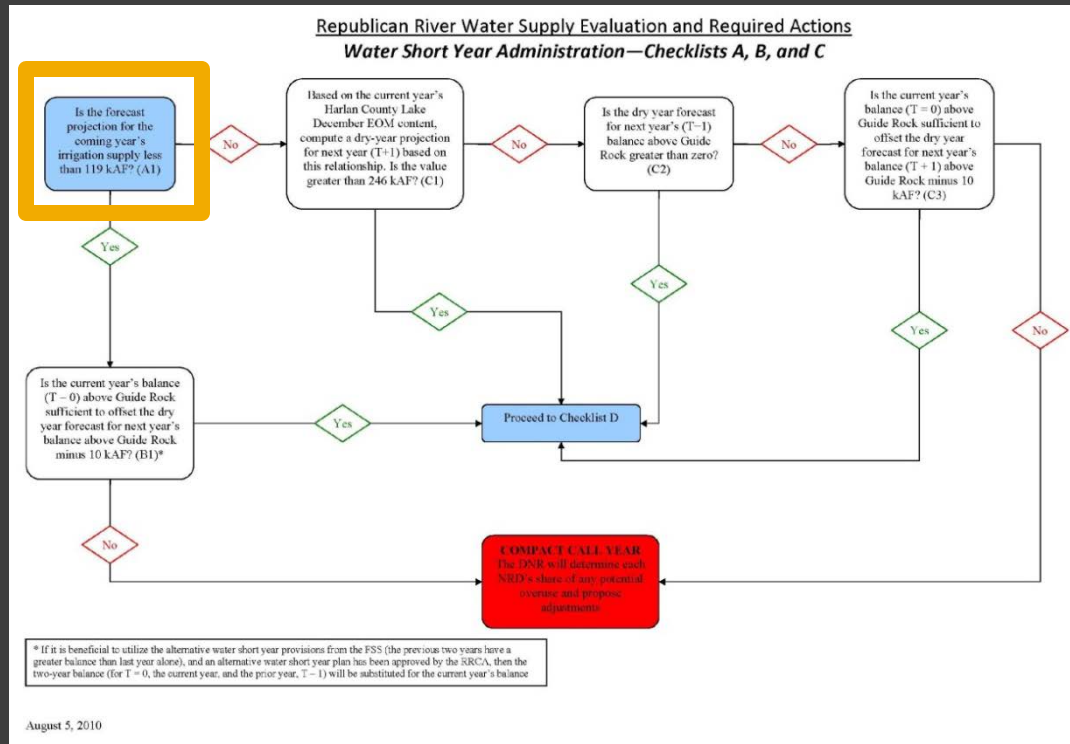 Republican River Water Supply Evaluation and Required Actions
Water Short Year Administration—Checklists A, B, and C
Is the forecast
projection for the
coming year's
irrigation supply less
than 119 kAF? (A1)
No
Based on the current year's
Harlan County Lake
December EOM content,
compute a dry-year projection
for next year (T+1) based on
this relationship. Is the value
greater than 246 kAF? (C1)
No
Is the dry year forecast
for next year's (T−1)
balance above Guide
Rock greater than zero?
(C2)
No
Is the current year's
balance (T = 0) above
Guide Rock sufficient to
offset the dry year
forecast for next year's
balance (T + 1) above
Guide Rock minus 10
kAF? (C3)
Yes
Yes
Yes
Yes
No
Is the current year's balance
(T − 0) above Guide Rock
sufficient to offset the dry
year forecast for next year's
balance above Guide Rock
minus 10 kAF? (B1)*
Yes
Proceed to Checklist D
No
COMPACT CALL YEAR
The DNR will determine each
NRD's share of any potential
overuse and propose
adjustments
* If it is beneficial to utilize the alternative water short year provisions from the FSS (the previous two years have a
greater balance than last year alone), and an alternative water short year plan has been approved by the RRCA, then the
two-year balance (for T = 0, the current year, and the prior year, T − 1) will be substituted for the current year's balance
August 5, 2010